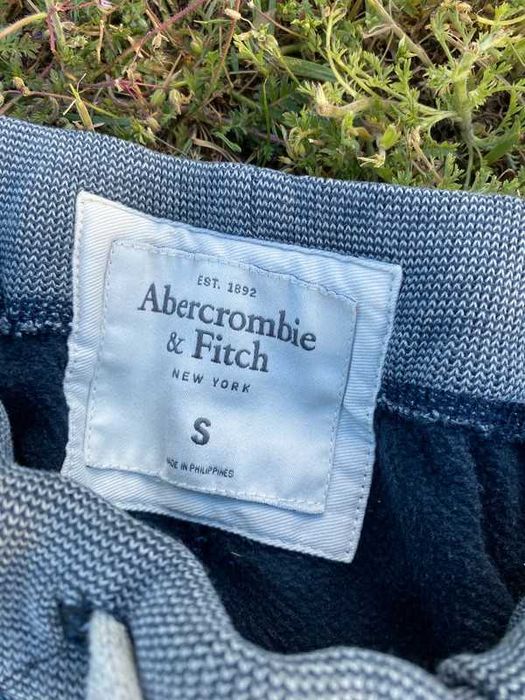 EST. 1892
Abercrombie
& Fitch
NEW YORK
S
MADE IN PHILIPPINES